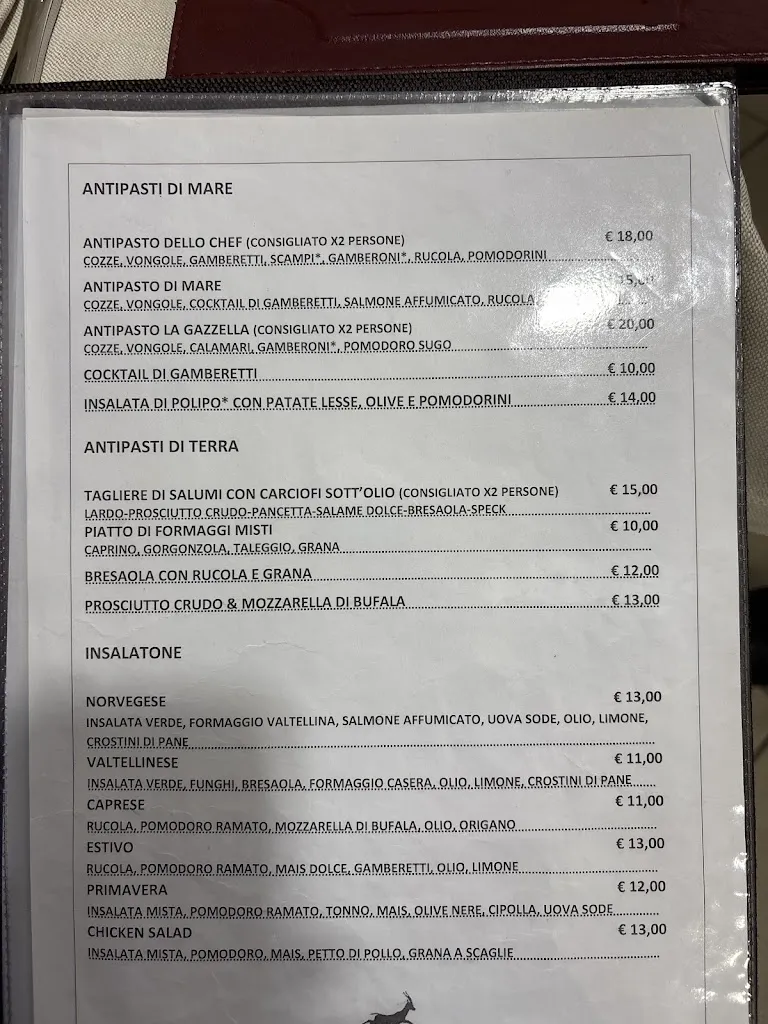 ANTIPASTI DI MARE
ANTIPASTO DELLO CHEF (CONSIGLIATO X2 PERSONE) € 18,00
COZZE, VONGOLE, GAMBERETTI, SCAMPI*, GAMBERONI*, RUCOLA, POMODORINI
ANTIPASTO DI MARE 15,00
COZZE, VONGOLE, COCKTAIL DI GAMBERETTI, SALMONE AFFUMICATO, RUCOLA
ANTIPASTO LA GAZZELLA (CONSIGLIATO X2 PERSONE) € 20,00
COZZE, VONGOLE, CALAMARI, GAMBERONI*, POMODORO SUGO
COCKTAIL DI GAMBERETTI € 10,00
INSALATA DI POLIPO* CON PATATE LESSE, OLIVE E POMODORINI € 14,00
ANTIPASTI DI TERRA
TAGLIERE DI SALUMI CON CARCIOFI SOTT'OLIO (CONSIGLIATO X2 PERSONE) € 15,00
LARDO-PROSCIUTTO CRUDO-PANCETTA-SALAME DOLCE-BRESAOLA-SPECK
PIATTO DI FORMAGGI MISTI € 10,00
CAPRINO, GORGONZOLA, TALEGGIO, GRANA
BRESAOLA CON RUCOLA E GRANA € 12,00
PROSCIUTTO CRUDO & MOZZARELLA DI BUFALA € 13,00
INSALATONE
NORVEGESE € 13,00
INSALATA VERDE, FORMAGGIO VALTELLINA, SALMONE AFFUMICATO, UOVA SODE, OLIO, LIMONE,
CROSTINI DI PANE
VALTELLINESE € 11,00
INSALATA VERDE, FUNGHI, BRESAOLA, FORMAGGIO CASERA, OLIO, LIMONE, CROSTINI DI PANE
CAPRESE € 11,00
RUCOLA, POMODORO RAMATO, MOZZARELLA DI BUFALA, OLIO, ORIGANO
ESTIVO € 13,00
RUCOLA, POMODORO RAMATO, MAIS DOLCE, GAMBERETTI, OLIO, LIMONE
PRIMAVERA € 12,00
INSALATA MISTA, POMODORO RAMATO, TONNO, MAIS, OLIVE NERE, CIPOLLA, UOVA SODE
CHICKEN SALAD € 13,00
INSALATA MISTA, POMODORO, MAIS, PETTO DI POLLO, GRANA A SCAGLIE